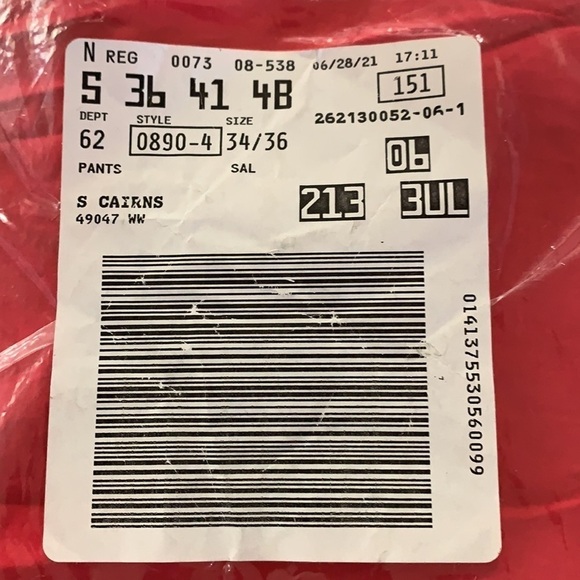 N REG 0073 08-538 06/28/21 17:11
S 36 41 4B 151
262130052-06-1
DEPT STYLE SIZE
62 0890-4 34/36
06
PANTS SAL
S CAIRNS 213 3UL
49047 WW
0141375530560099